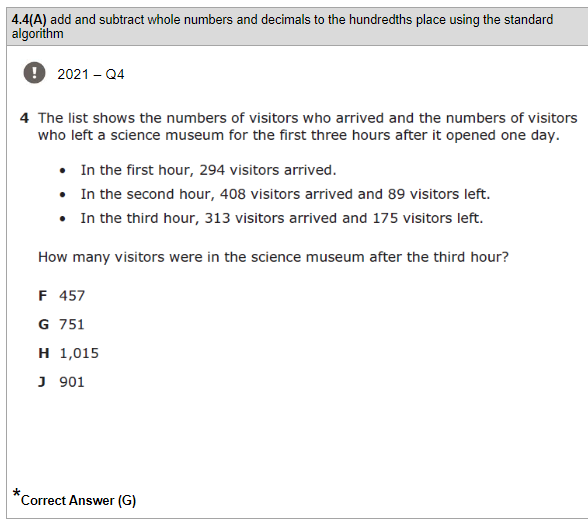 4.4(A) add and subtract whole numbers and decimals to the hundredths place using the standard
algorithm
! 2021 – Q4
4 The list shows the numbers of visitors who arrived and the numbers of visitors
who left a science museum for the first three hours after it opened one day.
• In the first hour, 294 visitors arrived.
• In the second hour, 408 visitors arrived and 89 visitors left.
• In the third hour, 313 visitors arrived and 175 visitors left.
How many visitors were in the science museum after the third hour?
F 457
G 751
H 1,015
J 901
*Correct Answer (G)